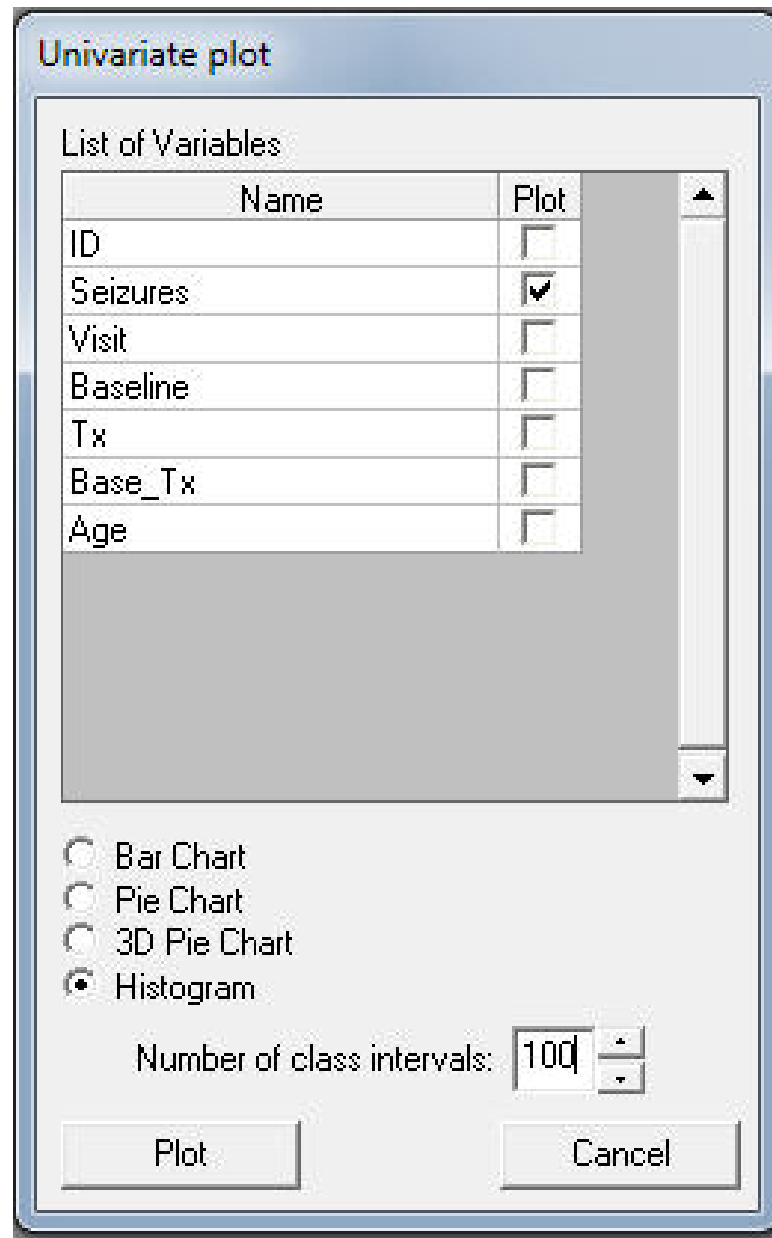 Univariate plot
List of Variables
Name Plot
ID
Seizures
Visit
Baseline
Tx
Base_Tx
Age
Bar Chart
Pie Chart
3D Pie Chart
Histogram
Number of class intervals: 100
Plot Cancel